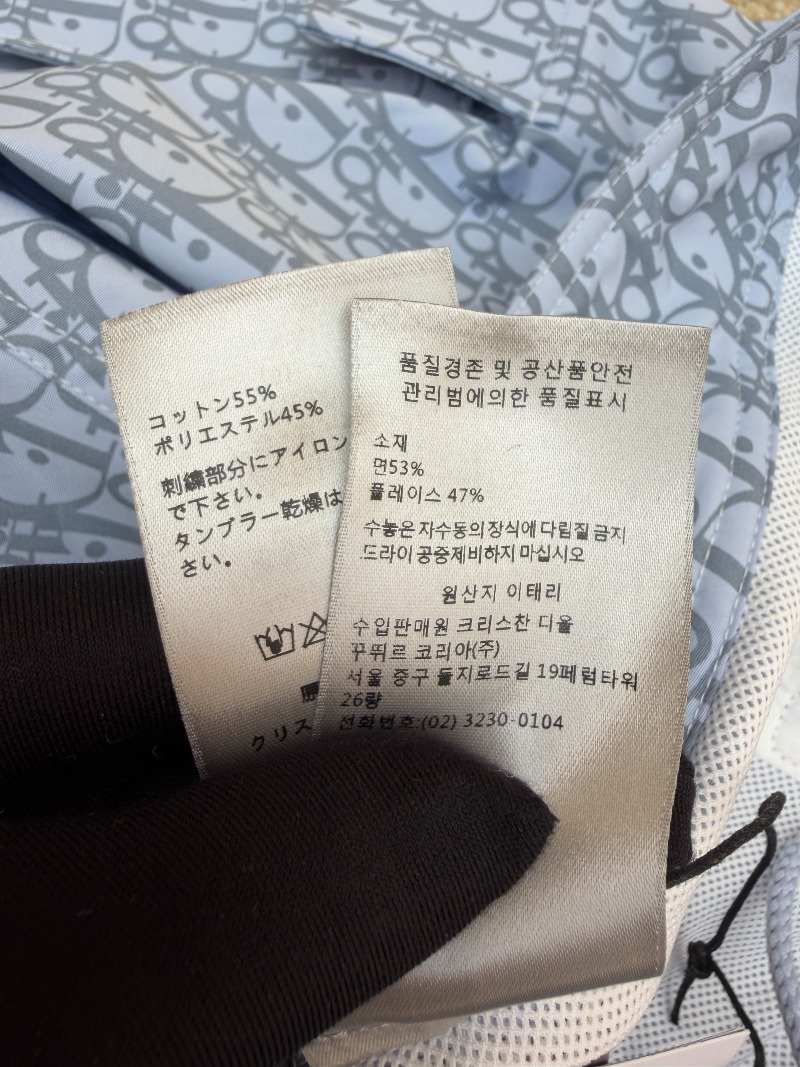 コットン55%
ポリエステル45%
刺繍部分にアイロン
で下さい。
タンブラー乾燥は
さい。
クリス
품질경존 및 공산품안전
관리범에의한 품질표시
소재
면53%
플레이스 47%
수놓은자수동의장식에다림질금지
드라이공중제비하지마십시오
원산지 이태리
수입판매원 크리스찬 디올
꾸뛰르 코리아(주)
서울 중구 을지로드길 19페럼타워
26량
전화번호:(02) 3230-0104